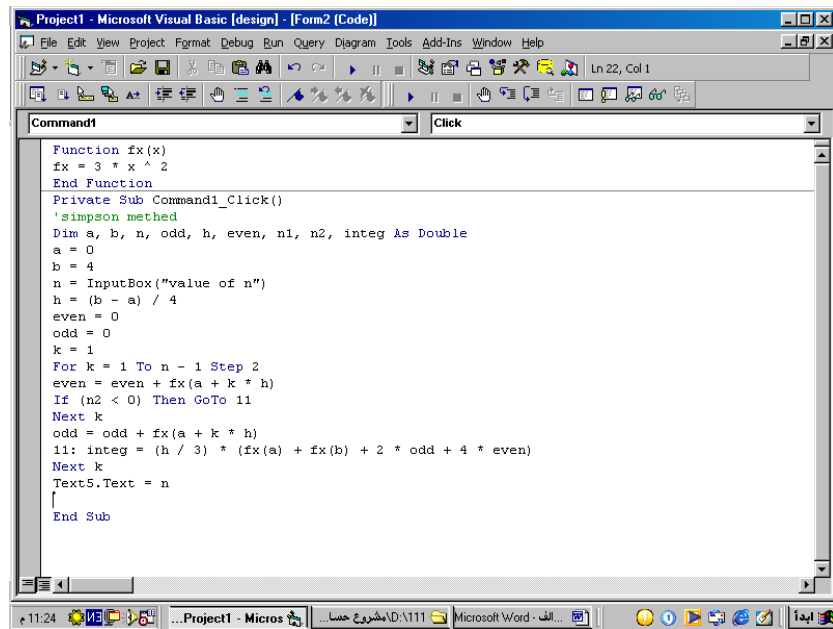 Project1 - Microsoft Visual Basic [design] - [Form2 (Code)]
File Edit View Project Format Debug Run Query Diagram Tools Add-Ins Window Help
Ln 22, Col 1
Command1 Click
Function fx(x)
fx = 3 * x ^ 2
End Function
Private Sub Command1_Click()
'simpson methed
Dim a, b, n, odd, h, even, n1, n2, integ As Double
a = 0
b = 4
n = InputBox("value of n")
h = (b - a) / 4
even = 0
odd = 0
k = 1
For k = 1 To n - 1 Step 2
even = even + fx(a + k * h)
If (n2 < 0) Then GoTo 11
Next k
odd = odd + fx(a + k * h)
11: integ = (h / 3) * (fx(a) + fx(b) + 2 * odd + 4 * even)
Next k
Text5.Text = n
End Sub
11:24 م EN ...Project1 - Micros ...مشروع حسا\D:\111 Microsoft Word - الف... ابدأ